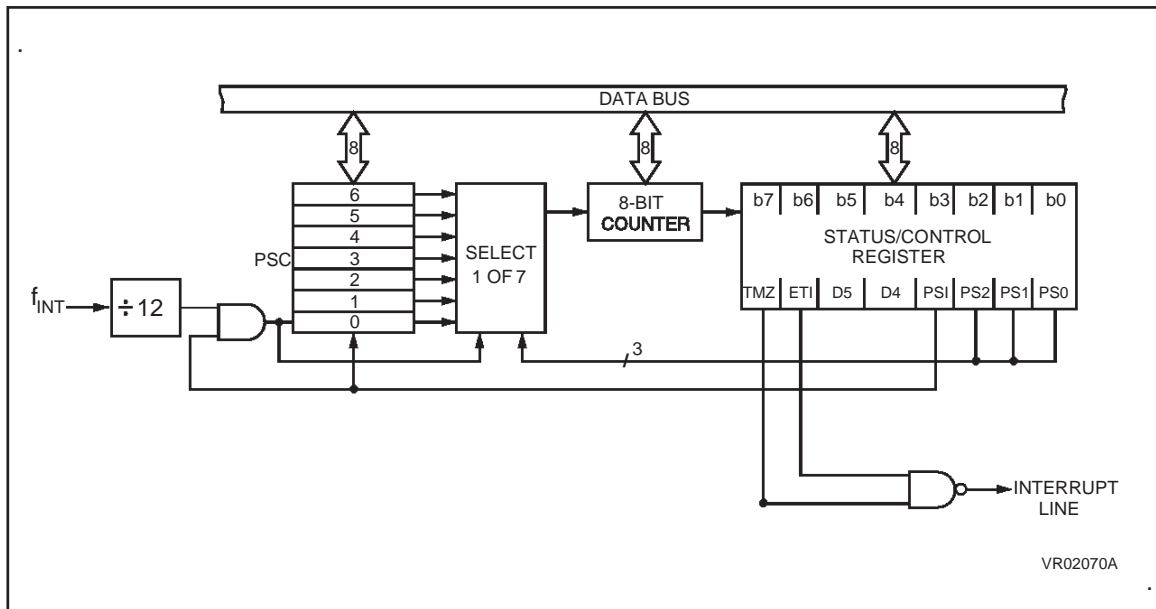 DATA BUS
8
8
8
6
5
4
3
2
1
0
PSC
SELECT
1 OF 7
8-BIT
COUNTER
b7 b6 b5 b4 b3 b2 b1 b0
STATUS/CONTROL
REGISTER
TMZ ETI D5 D4 PSI PS2 PS1 PS0
fINT
÷12
3
INTERRUPT
LINE
VR02070A